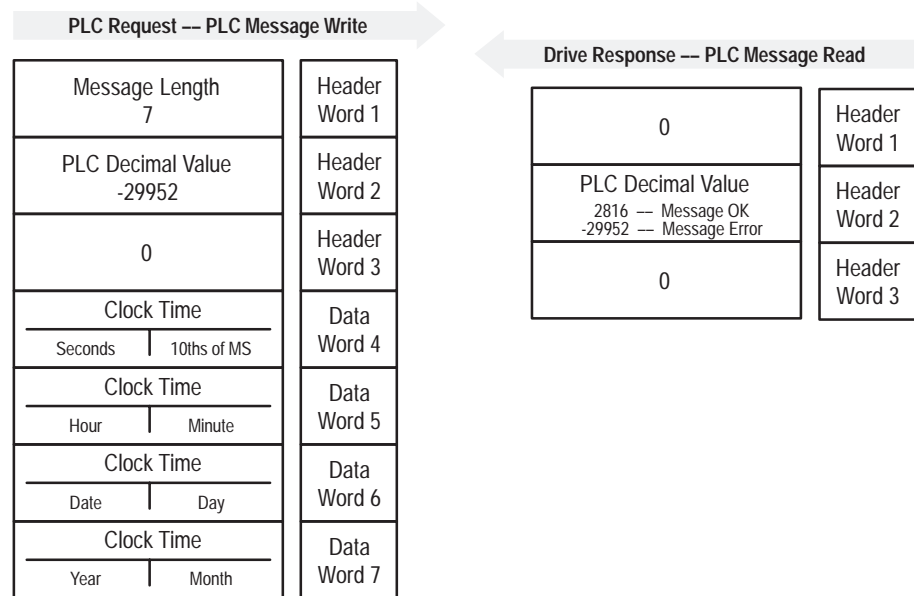 PLC Request –– PLC Message Write
Message Length
7
Header
Word 1
PLC Decimal Value
-29952
Header
Word 2
0
Header
Word 3
Clock Time
Seconds 10ths of MS
Data
Word 4
Clock Time
Hour Minute
Data
Word 5
Clock Time
Date Day
Data
Word 6
Clock Time
Year Month
Data
Word 7
Drive Response –– PLC Message Read
0
Header
Word 1
PLC Decimal Value
2816 –– Message OK
-29952 –– Message Error
Header
Word 2
0
Header
Word 3